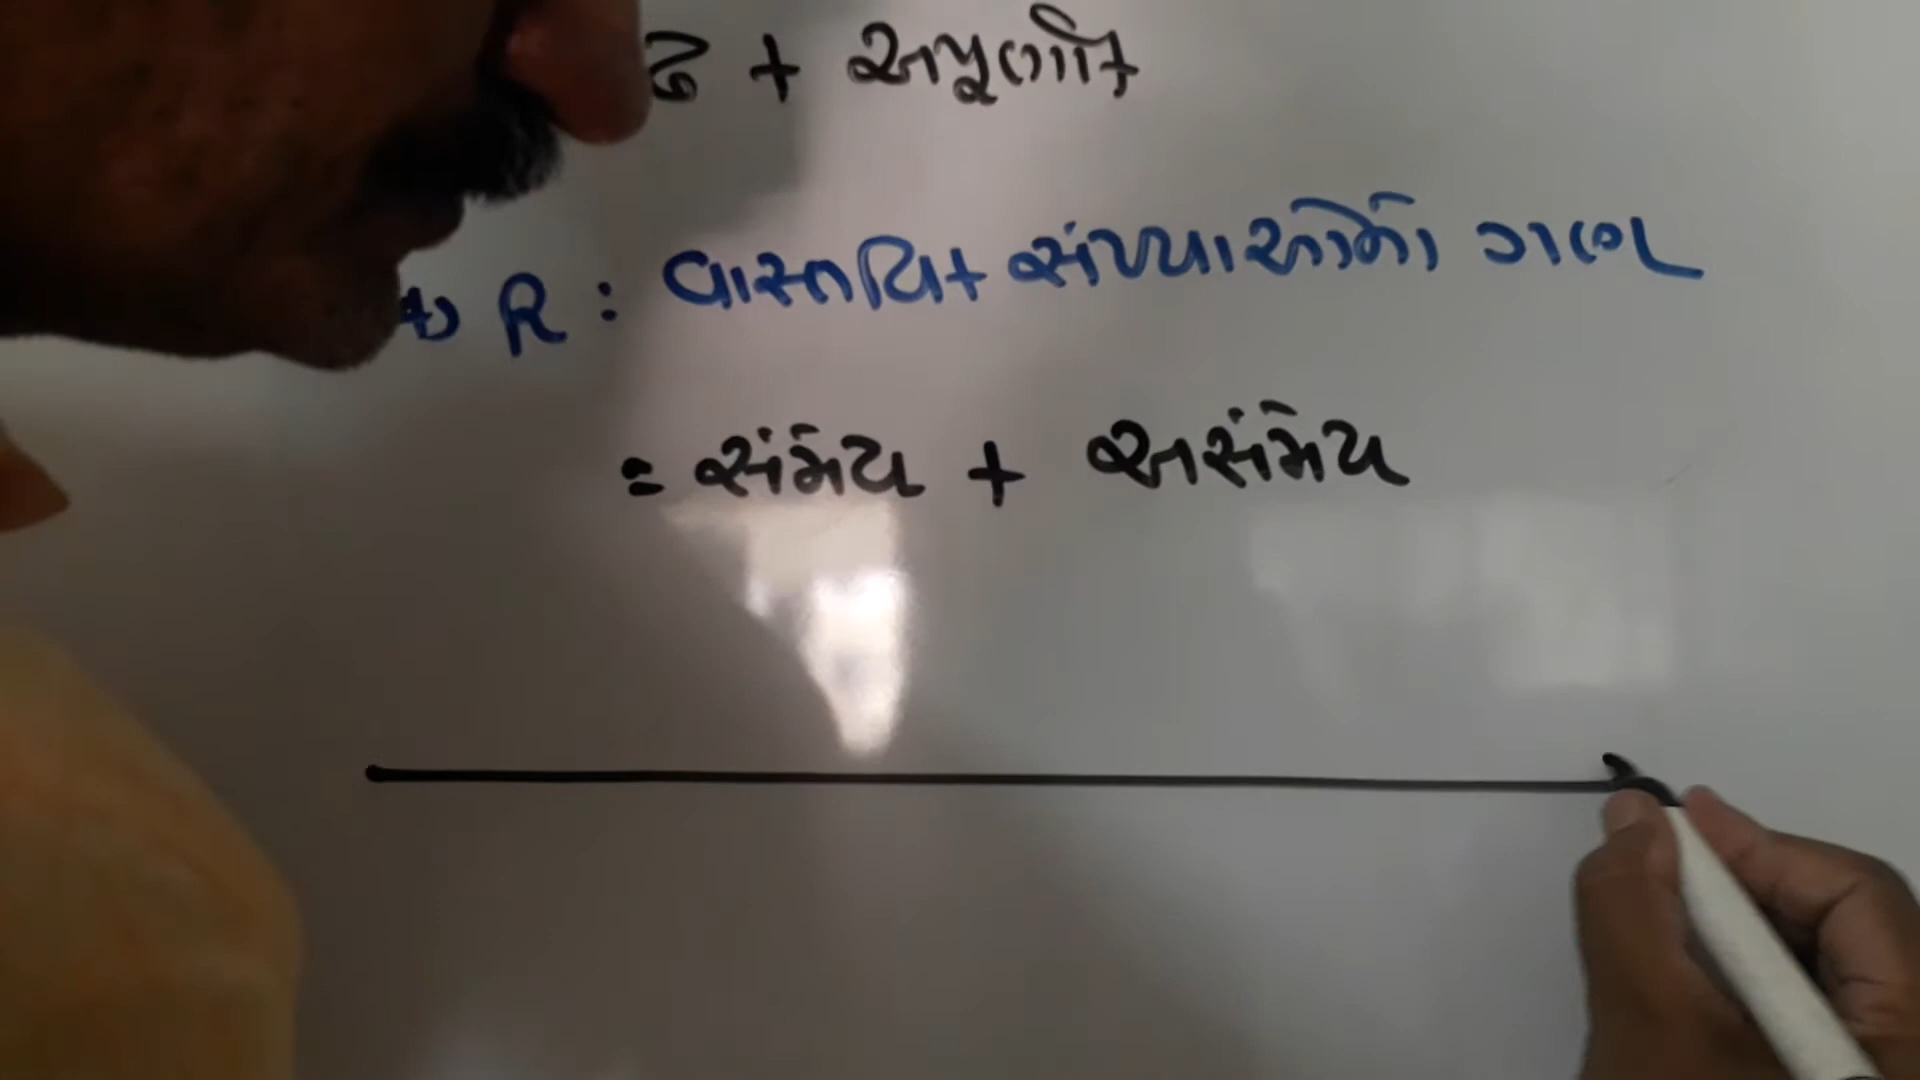 + અપૂર્ણાંક
R : વાસ્તવિક સંખ્યાઓનો ગણ
= સંમેય + અસંમેય